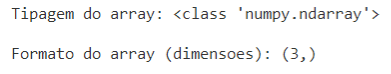 Tipagem do array: <class 'numpy.ndarray'>
Formato do array (dimensoes): (3,)